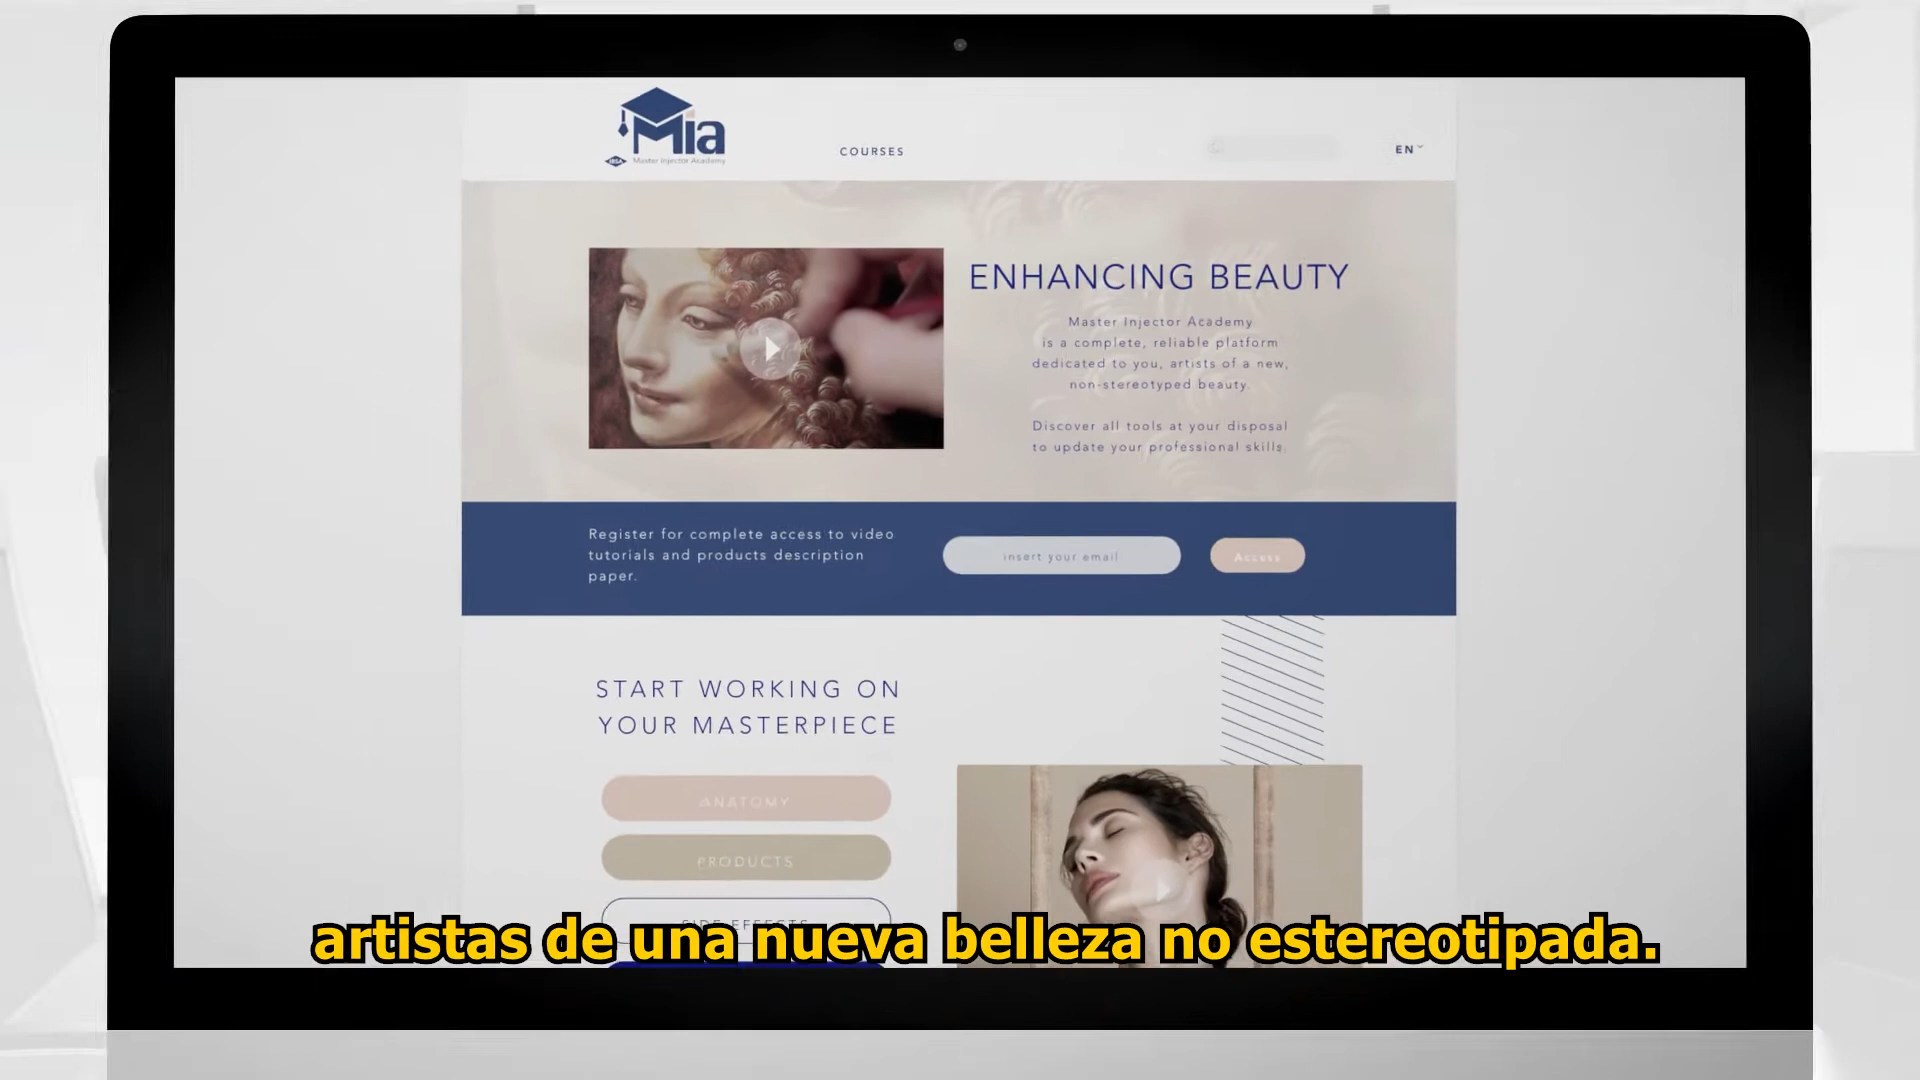 Mia
IBSA
Master Injector Academy
COURSES
EN
ENHANCING BEAUTY
Master Injector Academy
is a complete, reliable platform
dedicated to you, artists of a new,
non-stereotyped beauty.
Discover all tools at your disposal
to update your professional skills.
Register for complete access to video
tutorials and products description
paper.
insert your email
Access
START WORKING ON
YOUR MASTERPIECE
ANATOMY
PRODUCTS
SIDE EFFECTS
artistas de una nueva belleza no estereotipada.